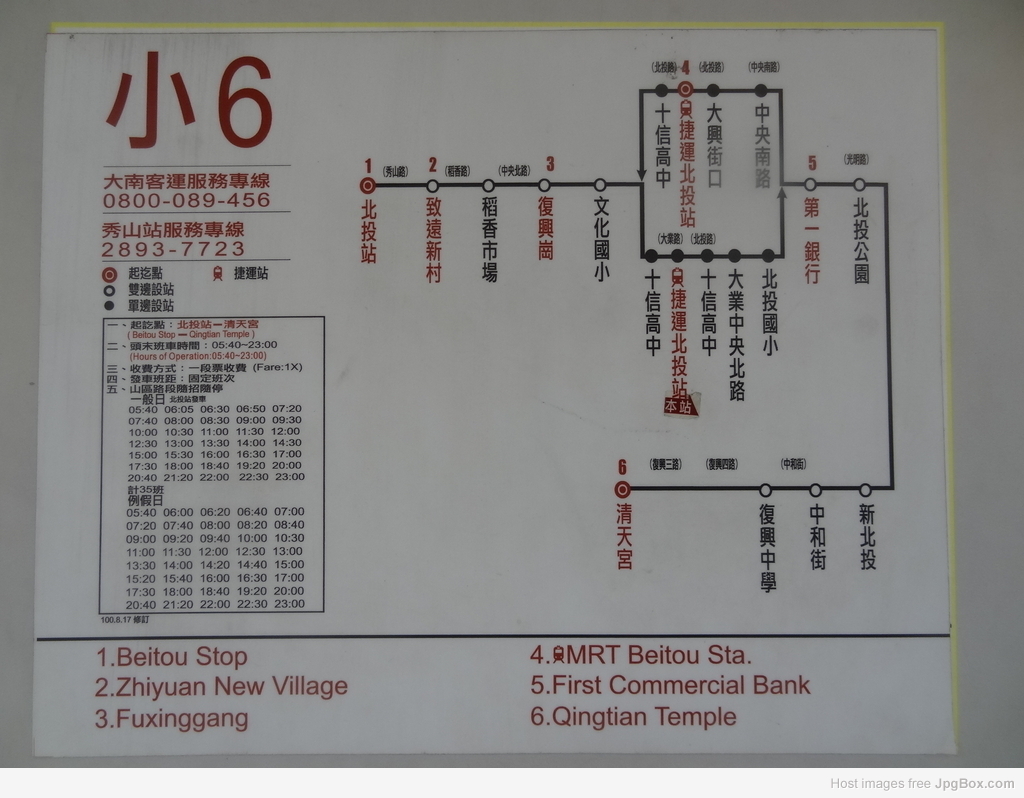 小6
大南客運服務專線
0800-089-456
秀山站服務專線
2893-7723
起迄點 捷運站
雙邊設站
單邊設站
一、起訖點：北投站－清天宮
(Beitou Stop — Qingtian Temple)
二、頭末班車時間：05:40~23:00
(Hours of Operation:05:40~23:00)
三、收費方式：一段票收費 (Fare:1X)
四、發車班距：固定班次
五、山區路段隨招隨停
一般日 北投站發車
05:40 06:05 06:30 06:50 07:20
07:40 08:00 08:30 09:00 09:30
10:00 10:30 11:00 11:30 12:00
12:30 13:00 13:30 14:00 14:30
15:00 15:30 16:00 16:30 17:00
17:30 18:00 18:40 19:20 20:00
20:40 21:20 22:00 22:30 23:00
計35班
例假日
05:40 06:00 06:20 06:40 07:00
07:20 07:40 08:00 08:20 08:40
09:00 09:20 09:40 10:00 10:30
11:00 11:30 12:00 12:30 13:00
13:30 14:00 14:20 14:40 15:00
15:20 15:40 16:00 16:30 17:00
17:30 18:00 18:40 19:20 20:00
20:40 21:20 22:00 22:30 23:00
100.8.17 修訂
1
北投站
(秀山路)
2
致遠新村
(稻香路)
稻香市場
(中央北路)
3
復興崗
文化國小
(北投路)
十信高中
4
捷運北投站
(北投路)
大興街口
(中央南路)
中央南路
十信高中
(大業路)
捷運北投站
本站
(北投路)
十信高中
大業中央北路
北投國小
5
第一銀行
(光明路)
北投公園
新北投
中和街
(中和街)
復興中學
(復興四路)
(復興三路)
6
清天宮
1.Beitou Stop
2.Zhiyuan New Village
3.Fuxinggang
4.MRT Beitou Sta.
5.First Commercial Bank
6.Qingtian Temple
Host images free JpgBox.com